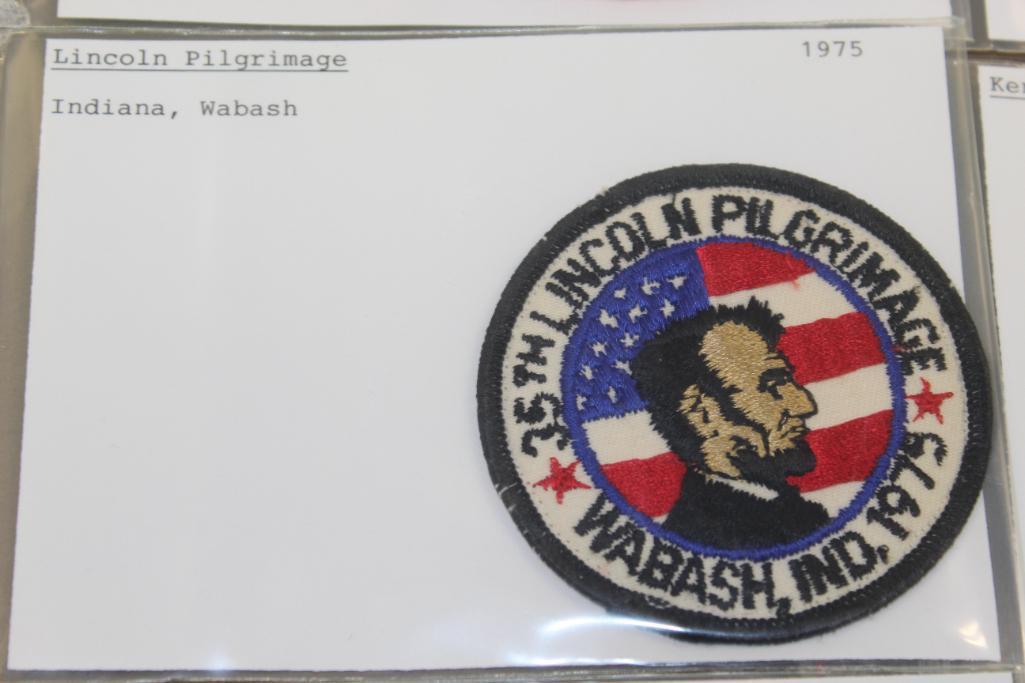 Lincoln Pilgrimage
1975
Indiana, Wabash
35TH LINCOLN PILGRIMAGE
WABASH, IND. 1975